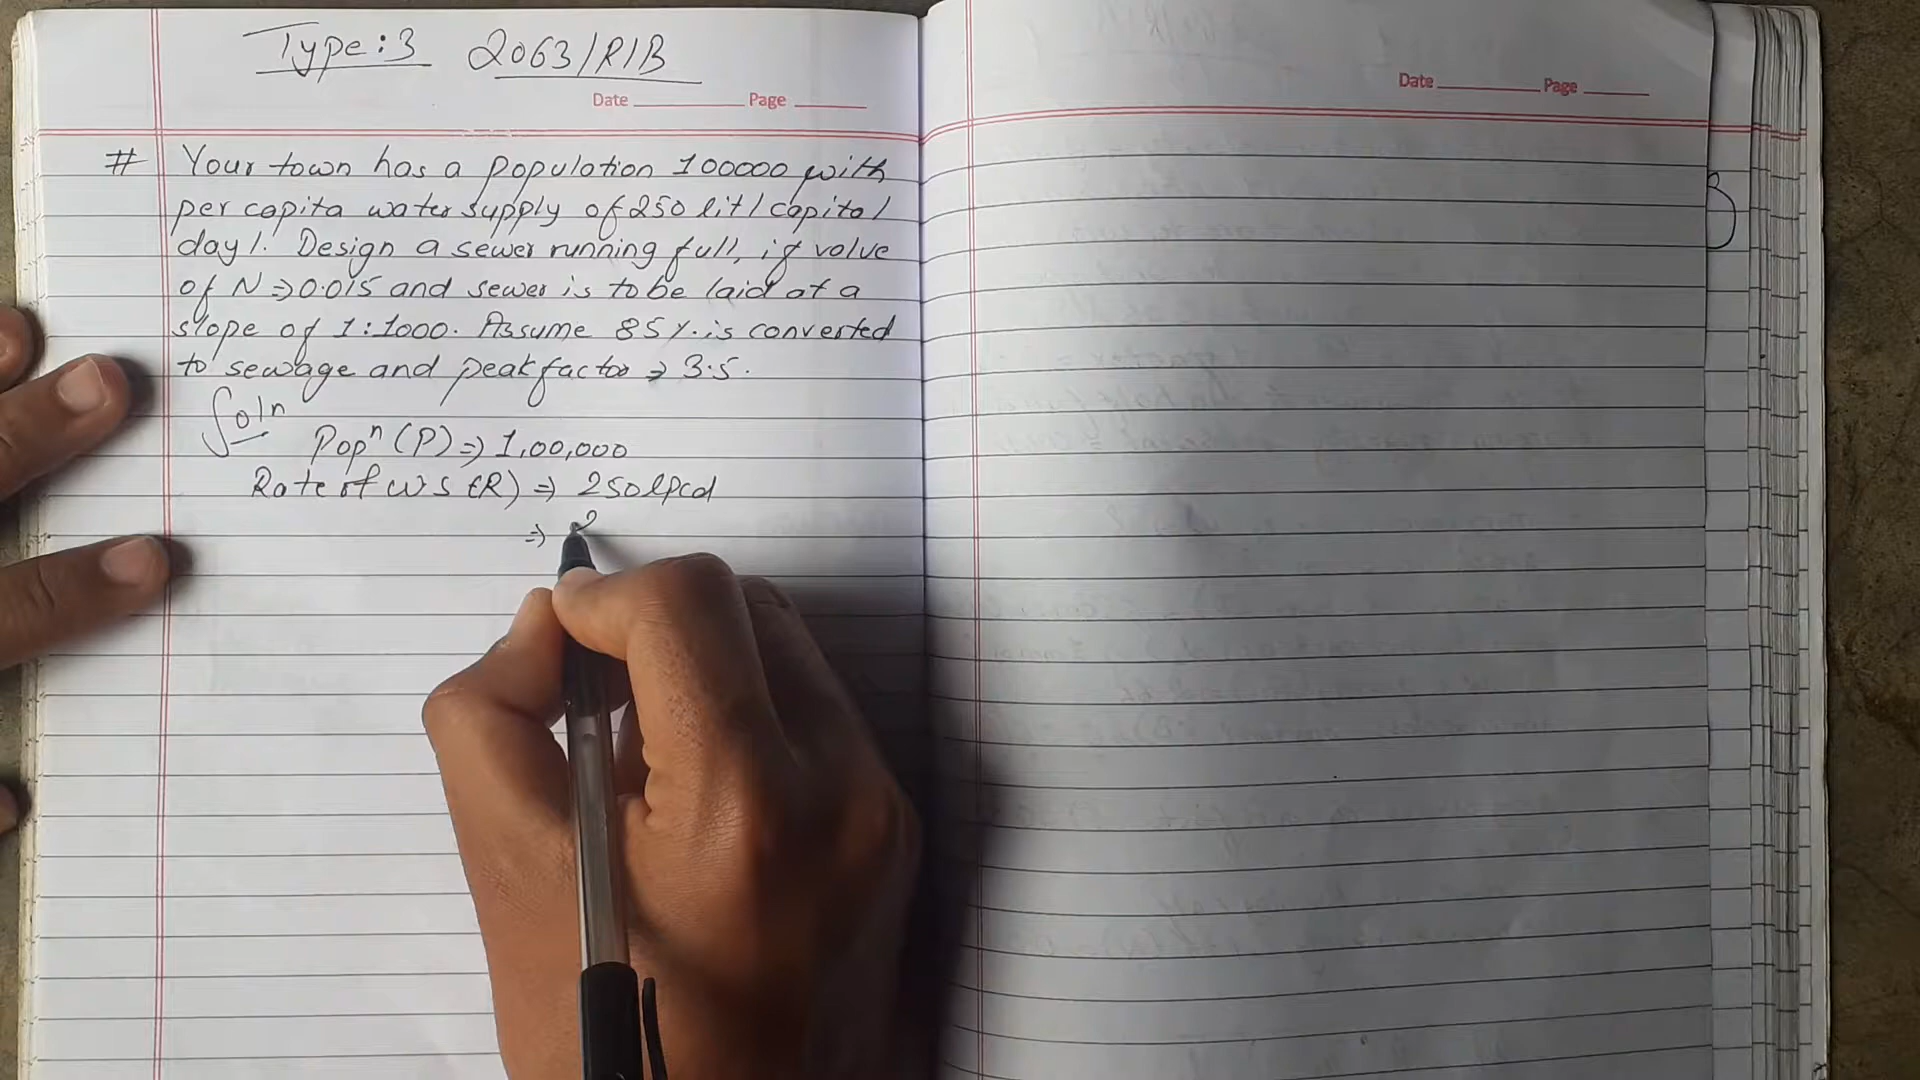 Type:3 2063/R/B
Date Page
Date Page
# Your town has a population 100000 with
per capita water supply of 250 lit/capita/
day/. Design a sewer running full, if value
of N ⇒ 0.015 and sewer is to be laid at a
slope of 1:1000. Assume 85%. is converted
to sewage and peak factor ⇒ 3.5.
Soln
Popn (P) ⇒ 1,00,000
Rate of WS (R) ⇒ 250 lpcd
⇒